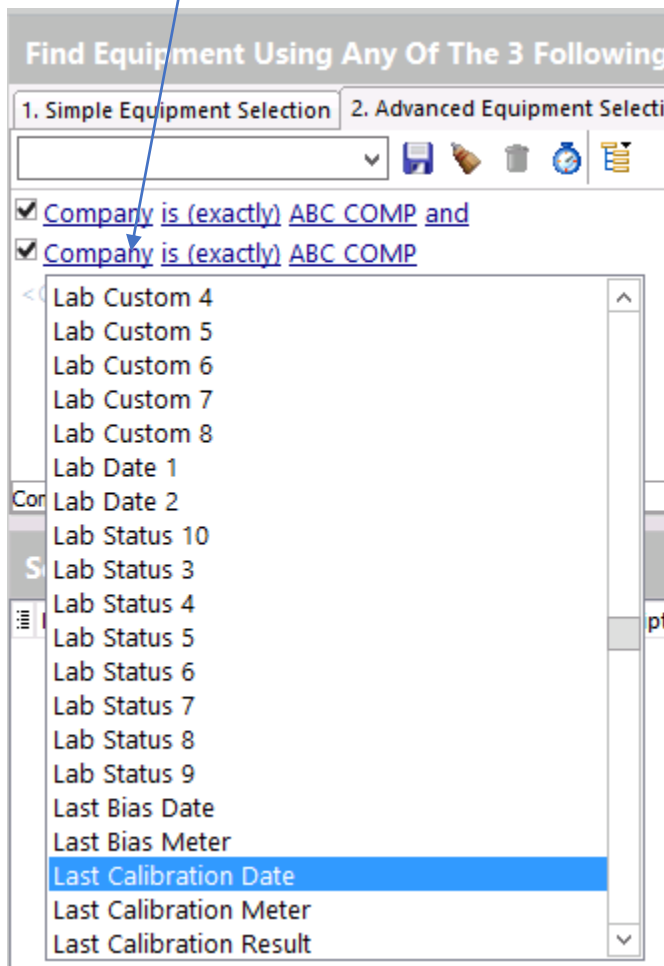 Find Equipment Using Any Of The 3 Following
1. Simple Equipment Selection
2. Advanced Equipment Selecti
Company is (exactly) ABC COMP and
Company is (exactly) ABC COMP
Lab Custom 4
Lab Custom 5
Lab Custom 6
Lab Custom 7
Lab Custom 8
Lab Date 1
Lab Date 2
Lab Status 10
Lab Status 3
Lab Status 4
Lab Status 5
Lab Status 6
Lab Status 7
Lab Status 8
Lab Status 9
Last Bias Date
Last Bias Meter
Last Calibration Date
Last Calibration Meter
Last Calibration Result